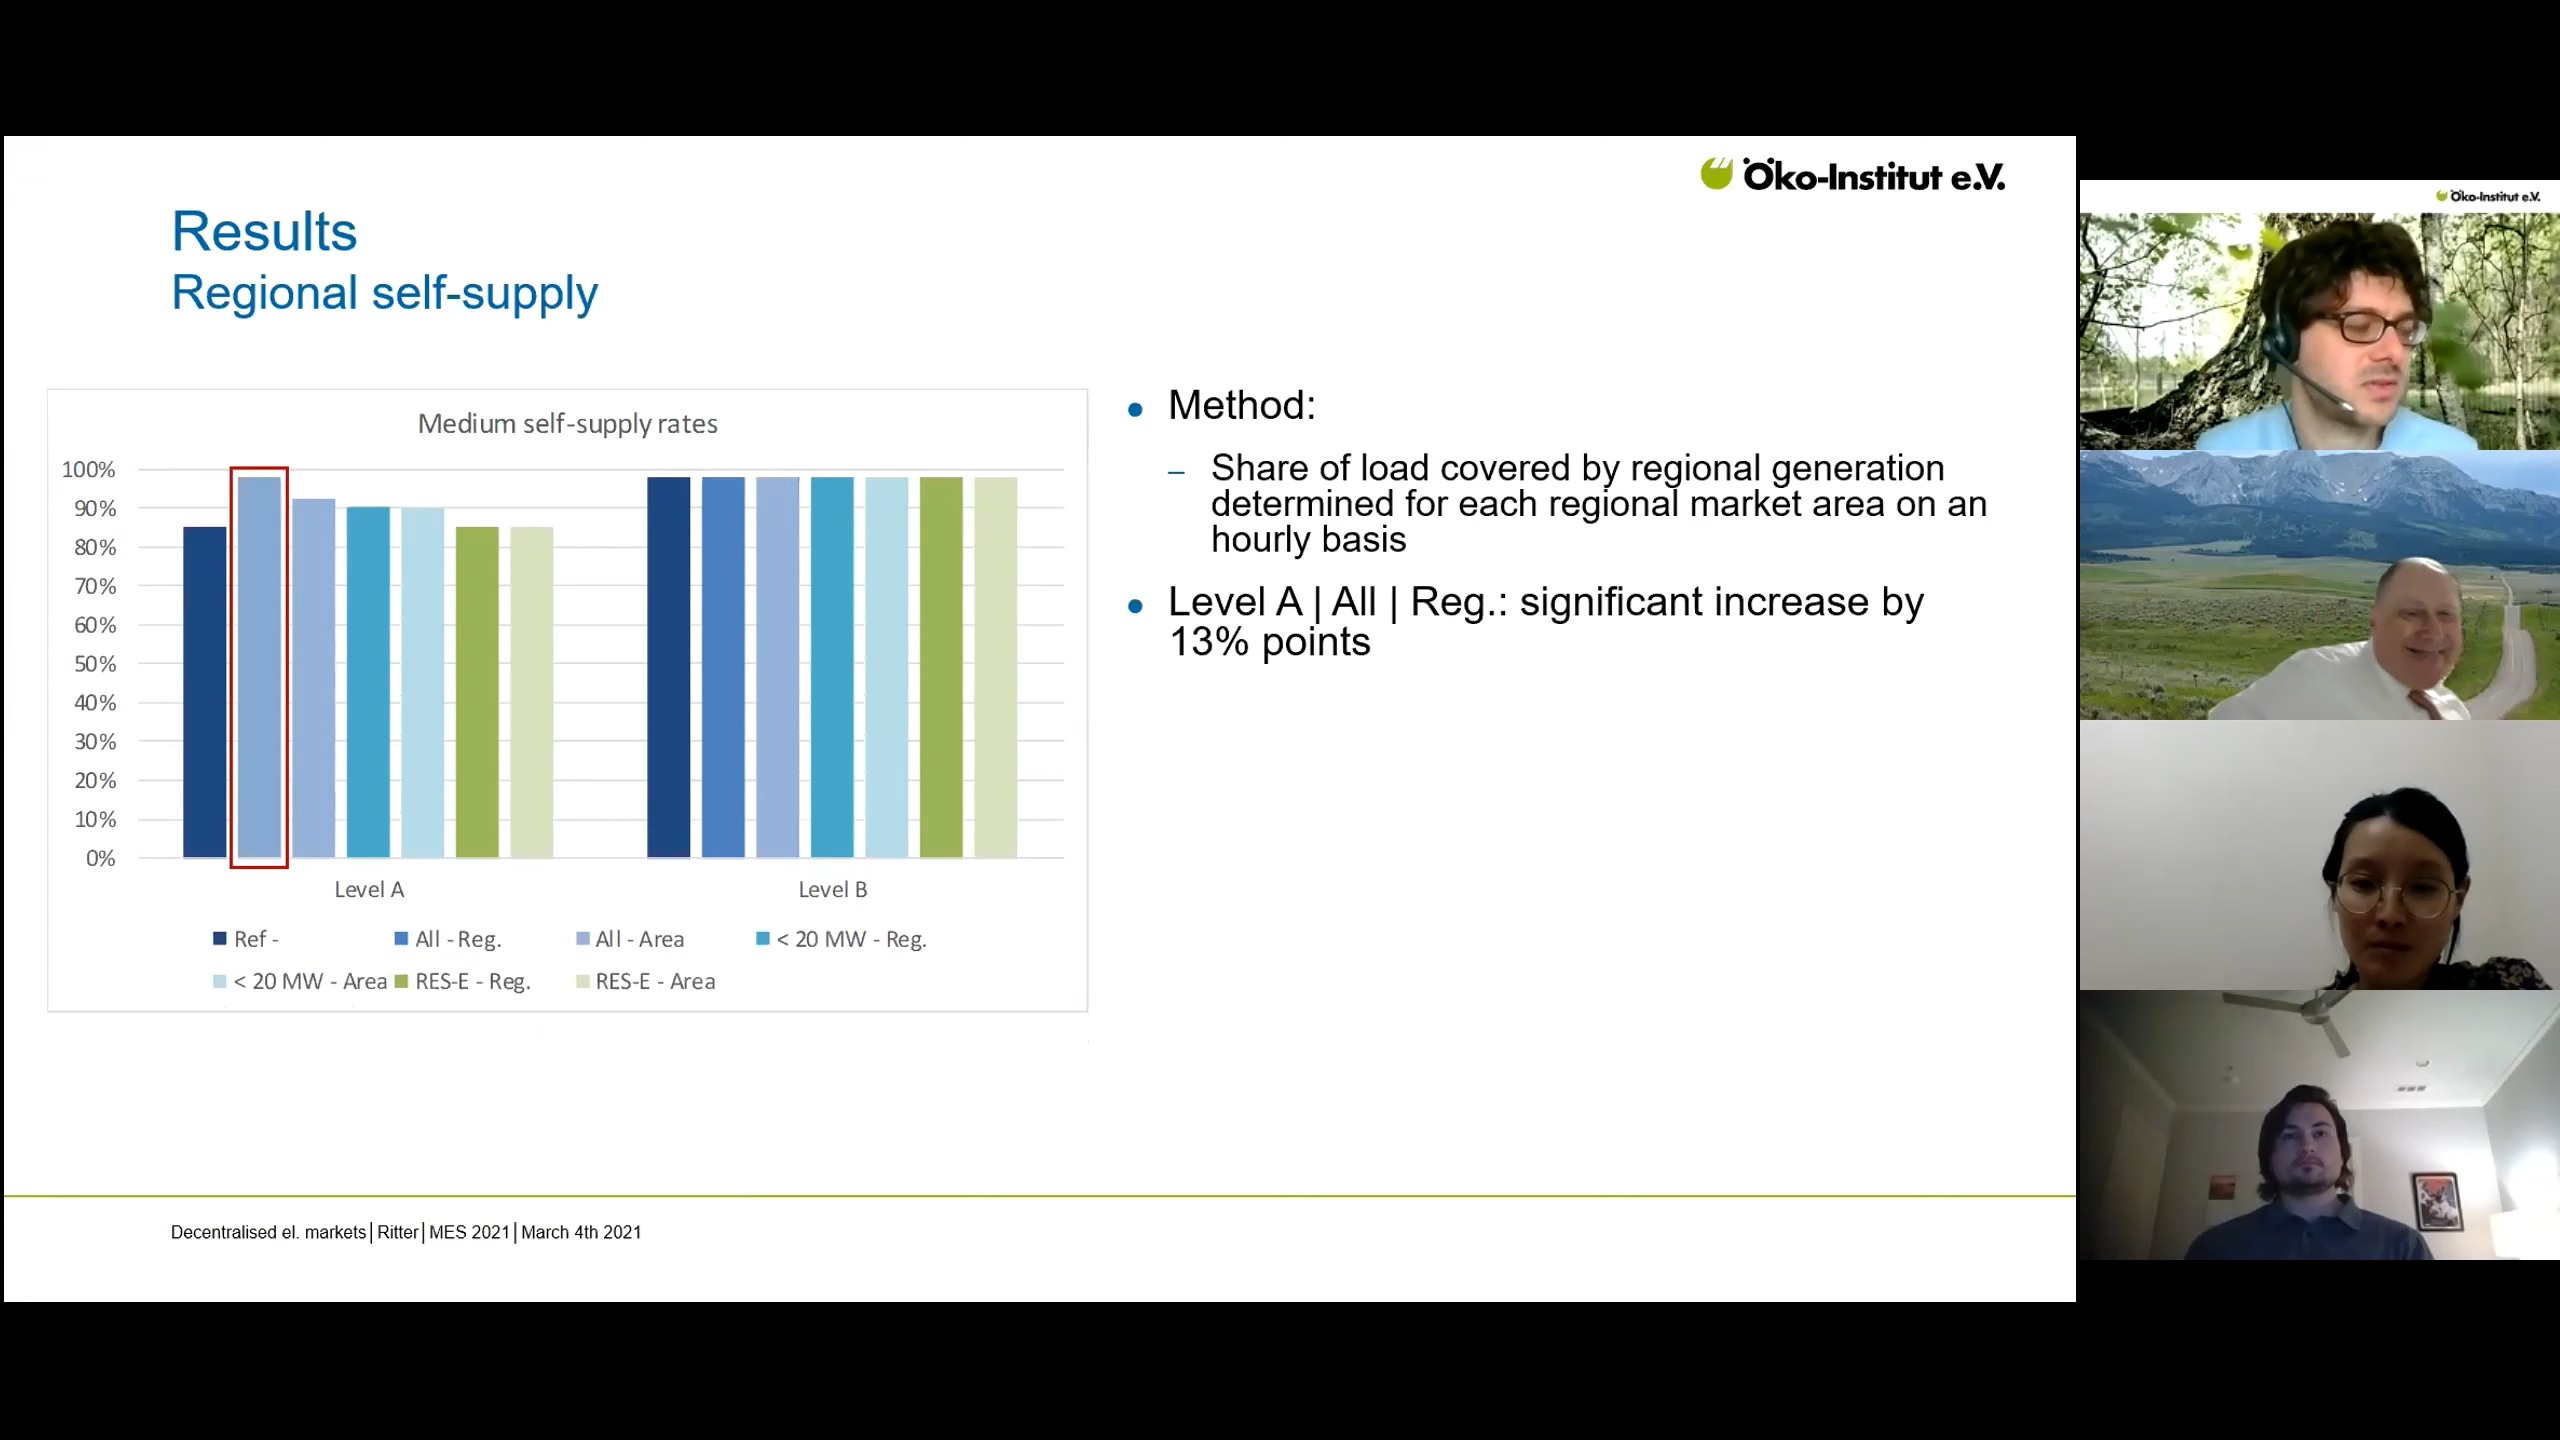 Öko-Institut e.V.
Öko-Institut e.V.
Results
Regional self-supply
Medium self-supply rates
100%
90%
80%
70%
60%
50%
40%
30%
20%
10%
0%
Level A
Level B
Ref -
All - Reg.
All - Area
< 20 MW - Reg.
< 20 MW - Area
RES-E - Reg.
RES-E - Area
• Method:
– Share of load covered by regional generation
determined for each regional market area on an
hourly basis
• Level A | All | Reg.: significant increase by
13% points
Decentralised el. markets│Ritter│MES 2021│March 4th 2021